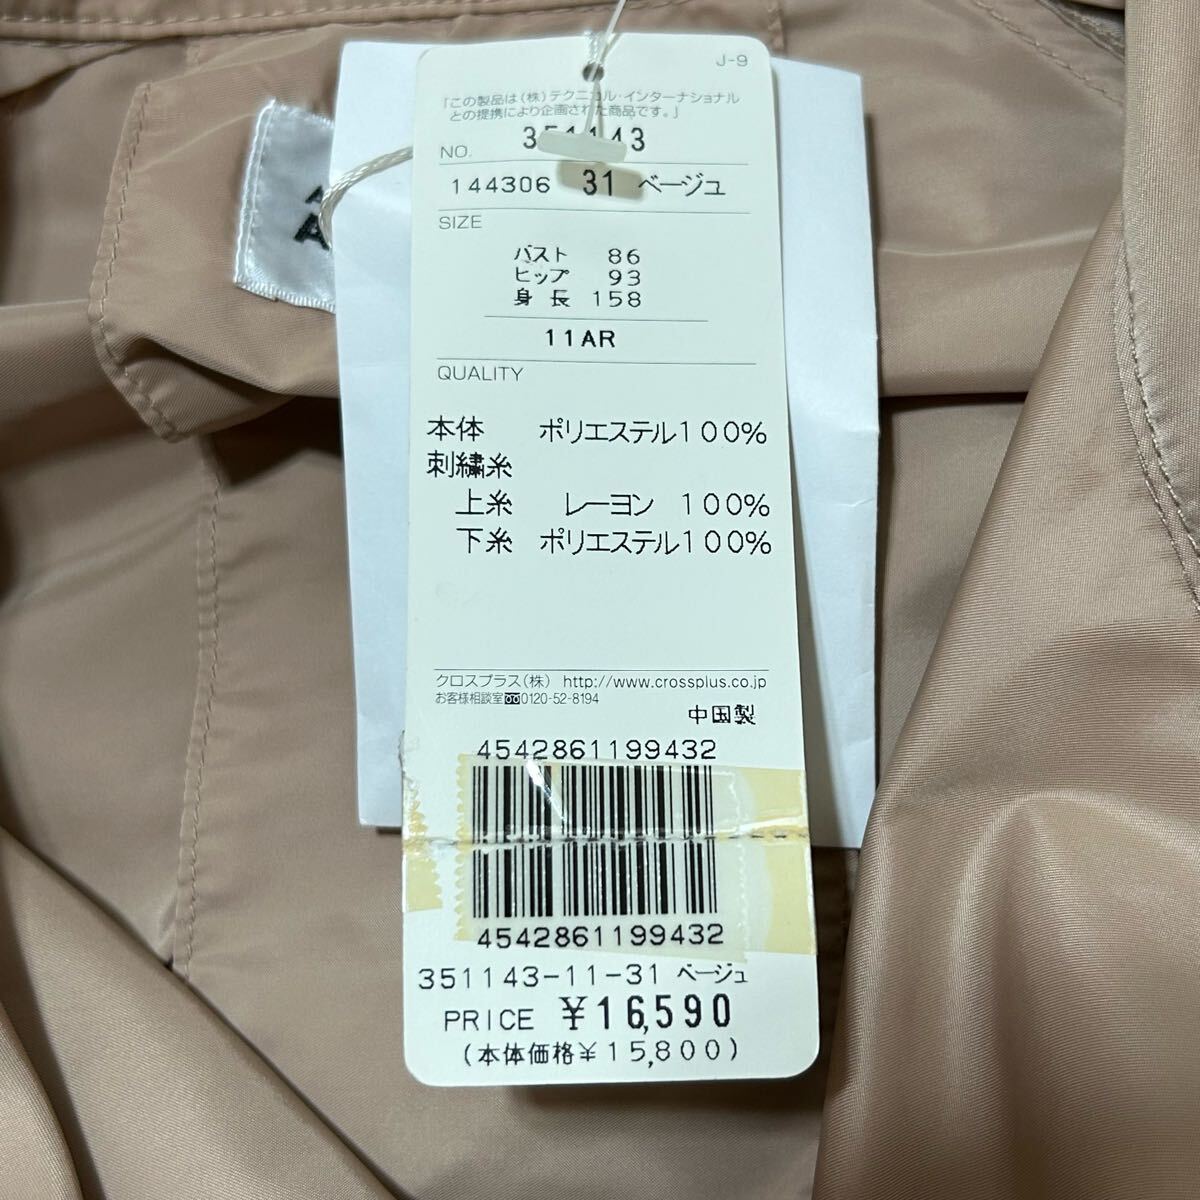 J-9
「この製品は(株)テクニカル・インターナショナル
との提携により企画された商品です。」
NO. 351143
144306 31 ベージュ
SIZE
バスト 86
ヒップ 93
身長 158
11AR
QUALITY
本体 ポリエステル100%
刺繍糸
上糸 レーヨン 100%
下糸 ポリエステル100%
クロスプラス(株) http://www.crossplus.co.jp
お客様相談室 0120-52-8194
中国製
4542861199432
4542861199432
351143-11-31 ベージュ
PRICE ¥16,590
(本体価格¥15,800)